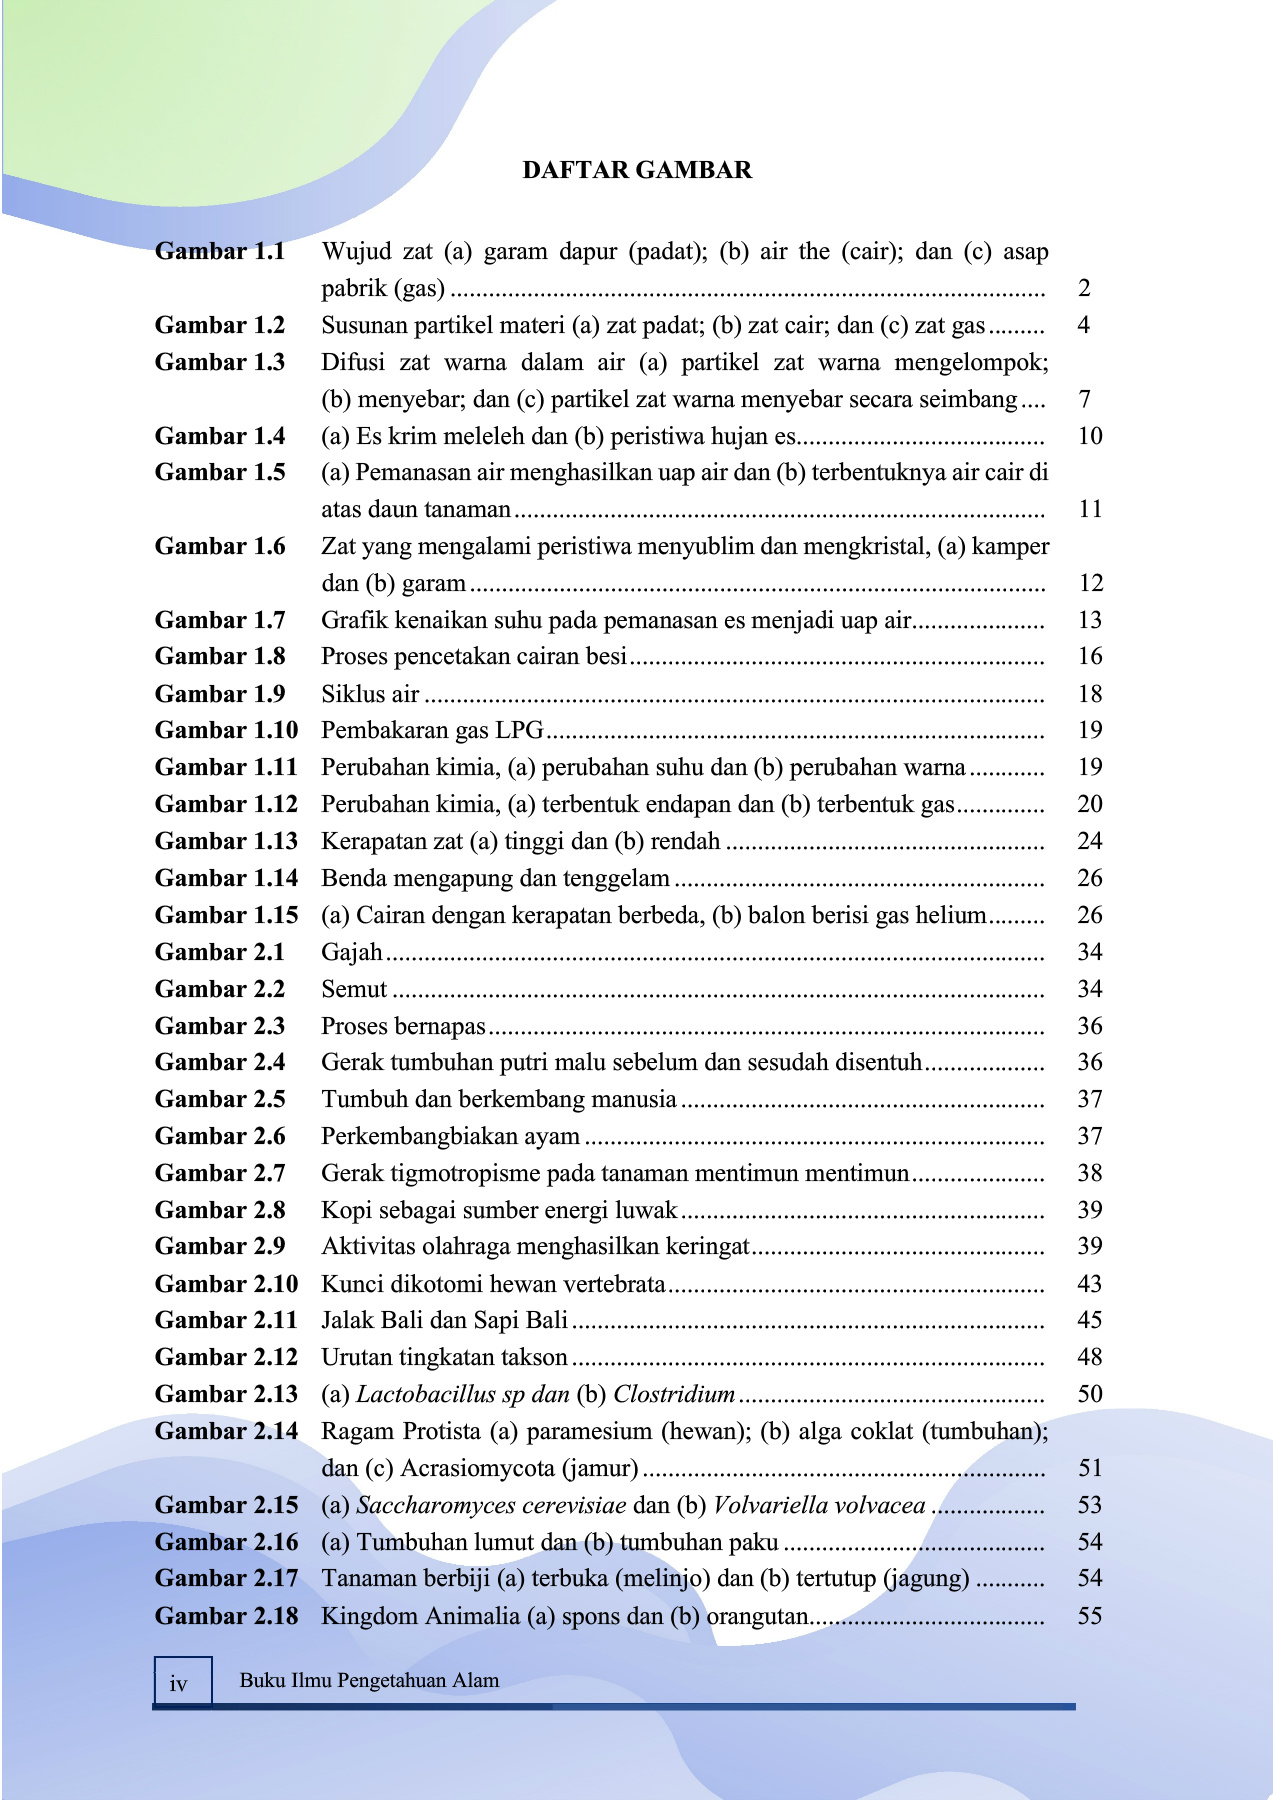 DAFTAR GAMBAR
Gambar 1.1 Wujud zat (a) garam dapur (padat); (b) air the (cair); dan (c) asap
pabrik (gas) ............................................................ 2
Gambar 1.2 Susunan partikel materi (a) zat padat; (b) zat cair; dan (c) zat gas ......... 4
Gambar 1.3 Difusi zat warna dalam air (a) partikel zat warna mengelompok;
(b) menyebar; dan (c) partikel zat warna menyebar secara seimbang .... 7
Gambar 1.4 (a) Es krim meleleh dan (b) peristiwa hujan es....................................... 10
Gambar 1.5 (a) Pemanasan air menghasilkan uap air dan (b) terbentuknya air cair di
atas daun tanaman ............................................................ 11
Gambar 1.6 Zat yang mengalami peristiwa menyublim dan mengkristal, (a) kamper
dan (b) garam ............................................................ 12
Gambar 1.7 Grafik kenaikan suhu pada pemanasan es menjadi uap air..................... 13
Gambar 1.8 Proses pencetakan cairan besi ............................................................ 16
Gambar 1.9 Siklus air ............................................................ 18
Gambar 1.10 Pembakaran gas LPG ............................................................ 19
Gambar 1.11 Perubahan kimia, (a) perubahan suhu dan (b) perubahan warna ............ 19
Gambar 1.12 Perubahan kimia, (a) terbentuk endapan dan (b) terbentuk gas.............. 20
Gambar 1.13 Kerapatan zat (a) tinggi dan (b) rendah .................................................. 24
Gambar 1.14 Benda mengapung dan tenggelam .......................................................... 26
Gambar 1.15 (a) Cairan dengan kerapatan berbeda, (b) balon berisi gas helium ......... 26
Gambar 2.1 Gajah ............................................................ 34
Gambar 2.2 Semut ............................................................ 34
Gambar 2.3 Proses bernapas ............................................................ 36
Gambar 2.4 Gerak tumbuhan putri malu sebelum dan sesudah disentuh ................... 36
Gambar 2.5 Tumbuh dan berkembang manusia ......................................................... 37
Gambar 2.6 Perkembangbiakan ayam ............................................................ 37
Gambar 2.7 Gerak tigmotropisme pada tanaman mentimun mentimun ..................... 38
Gambar 2.8 Kopi sebagai sumber energi luwak ......................................................... 39
Gambar 2.9 Aktivitas olahraga menghasilkan keringat .............................................. 39
Gambar 2.10 Kunci dikotomi hewan vertebrata ........................................................... 43
Gambar 2.11 Jalak Bali dan Sapi Bali ............................................................ 45
Gambar 2.12 Urutan tingkatan takson ............................................................ 48
Gambar 2.13 (a) Lactobacillus sp dan (b) Clostridium ................................................ 50
Gambar 2.14 Ragam Protista (a) paramesium (hewan); (b) alga coklat (tumbuhan);
dan (c) Acrasiomycota (jamur) ............................................................ 51
Gambar 2.15 (a) Saccharomyces cerevisiae dan (b) Volvariella volvacea .................. 53
Gambar 2.16 (a) Tumbuhan lumut dan (b) tumbuhan paku ......................................... 54
Gambar 2.17 Tanaman berbiji (a) terbuka (melinjo) dan (b) tertutup (jagung) ........... 54
Gambar 2.18 Kingdom Animalia (a) spons dan (b) orangutan..................................... 55
iv Buku Ilmu Pengetahuan Alam